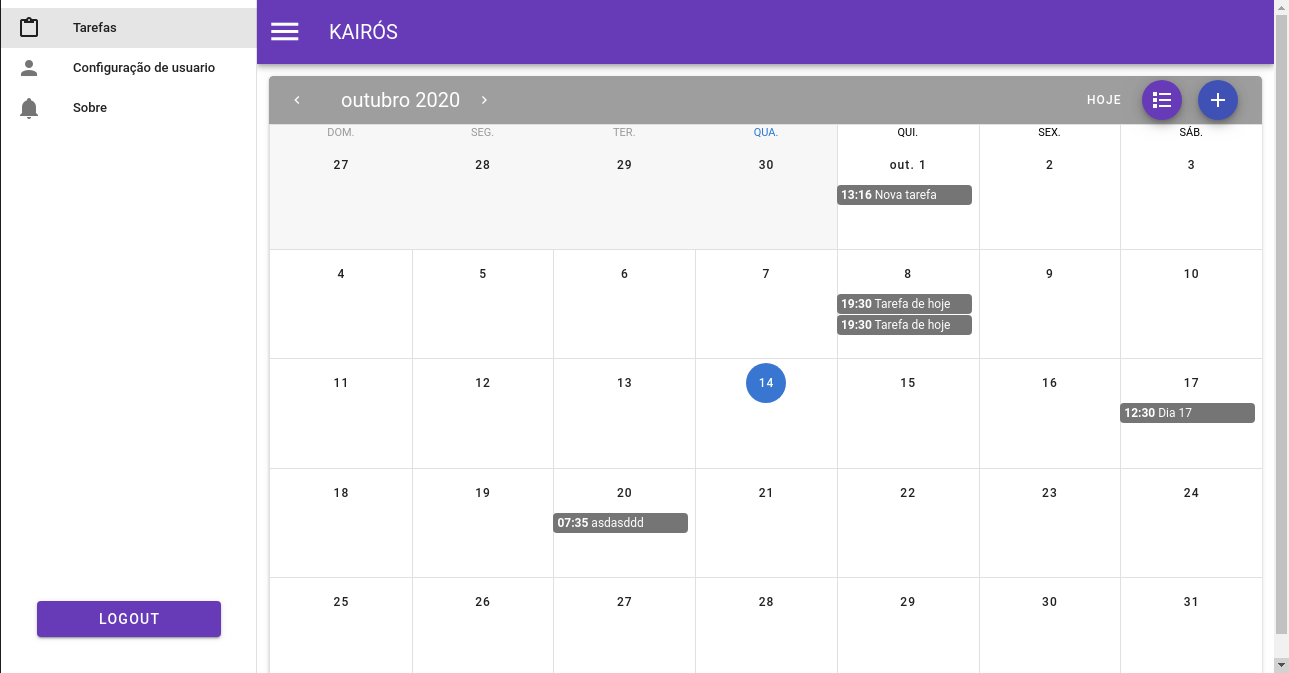 Tarefas
Configuração de usuario
Sobre
LOGOUT
KAIRÓS
outubro 2020
HOJE
DOM. SEG. TER. QUA. QUI. SEX. SÁB.
27 28 29 30 out. 1 2 3
13:16 Nova tarefa
4 5 6 7 8 9 10
19:30 Tarefa de hoje
19:30 Tarefa de hoje
11 12 13 14 15 16 17
12:30 Dia 17
18 19 20 21 22 23 24
07:35 asdasddd
25 26 27 28 29 30 31